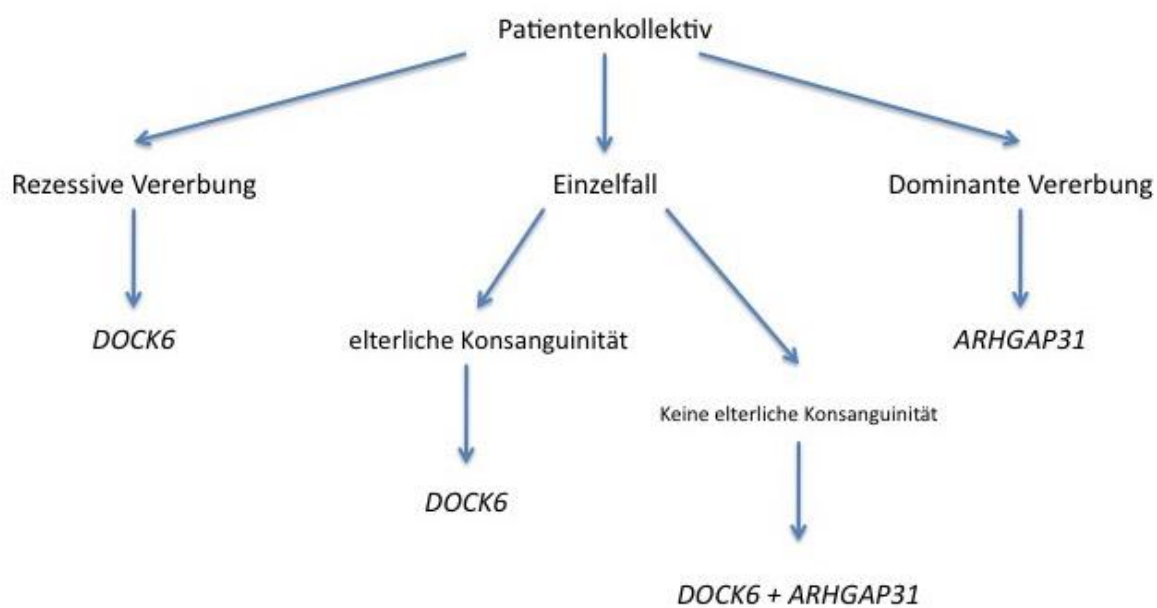 Patientenkollektiv
Rezessive Vererbung
Einzelfall
Dominante Vererbung
DOCK6
elterliche Konsanguinität
ARHGAP31
Keine elterliche Konsanguinität
DOCK6
DOCK6 + ARHGAP31